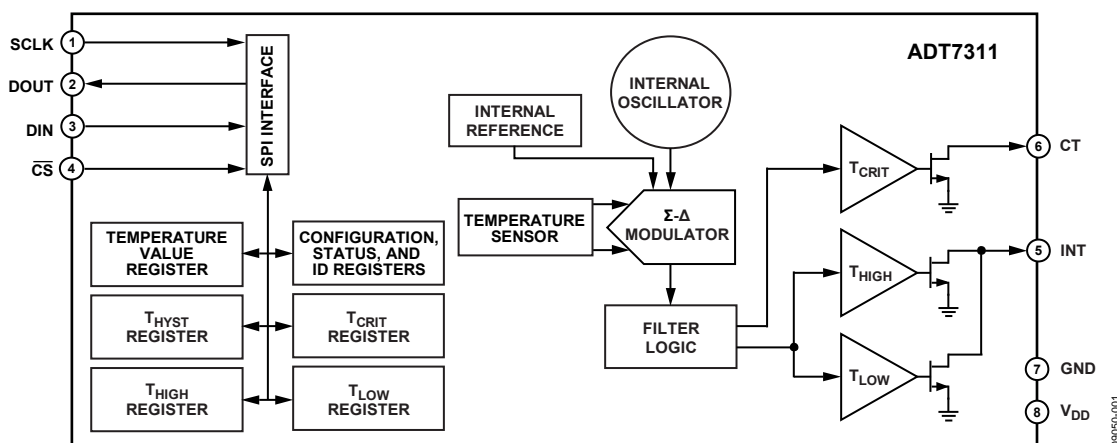 ADT7311
SCLK 1
DOUT 2
DIN 3
CS 4
SPI INTERFACE
TEMPERATURE
VALUE
REGISTER
CONFIGURATION,
STATUS, AND
ID REGISTERS
THYST
REGISTER
TCRIT
REGISTER
THIGH
REGISTER
TLOW
REGISTER
INTERNAL
REFERENCE
INTERNAL
OSCILLATOR
TEMPERATURE
SENSOR
Σ-Δ
MODULATOR
FILTER
LOGIC
TCRIT
THIGH
TLOW
6 CT
5 INT
7 GND
8 VDD
09050-001